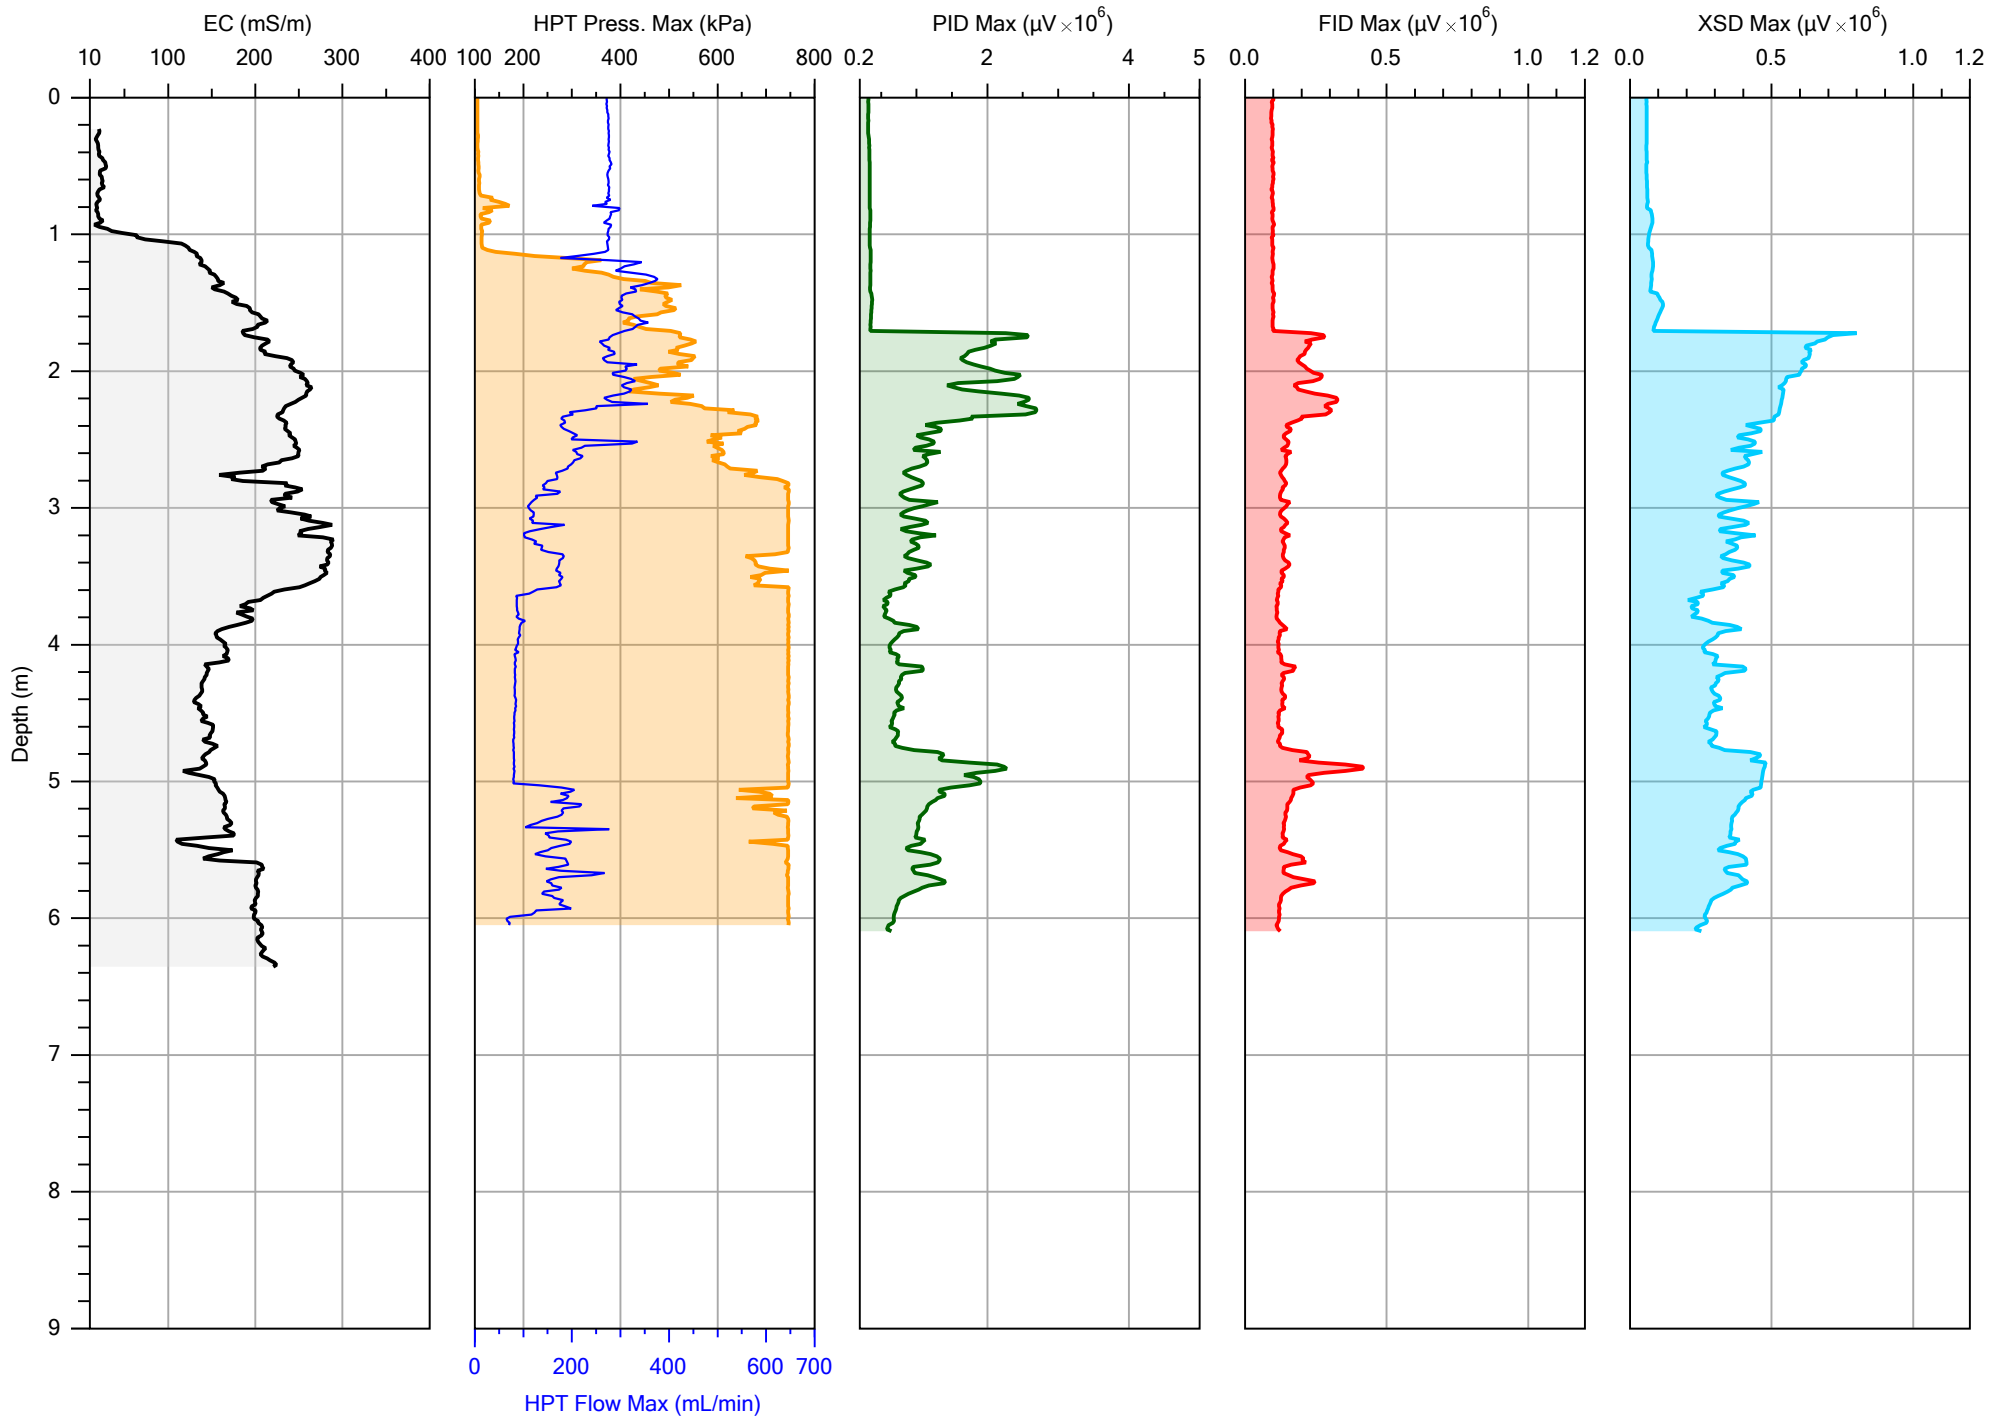 EC (mS/m) HPT Press. Max (kPa) PID Max (µV ×10⁶) FID Max (µV ×10⁶) XSD Max (µV ×10⁶)
10 100 200 300 400 100 200 400 600 800 0.2 2 4 5 0.0 0.5 1.0 1.2 0.0 0.5 1.0 1.2
0
1
2
3
4
Depth (m)
5
6
7
8
9
0 200 400 600 700
HPT Flow Max (mL/min)